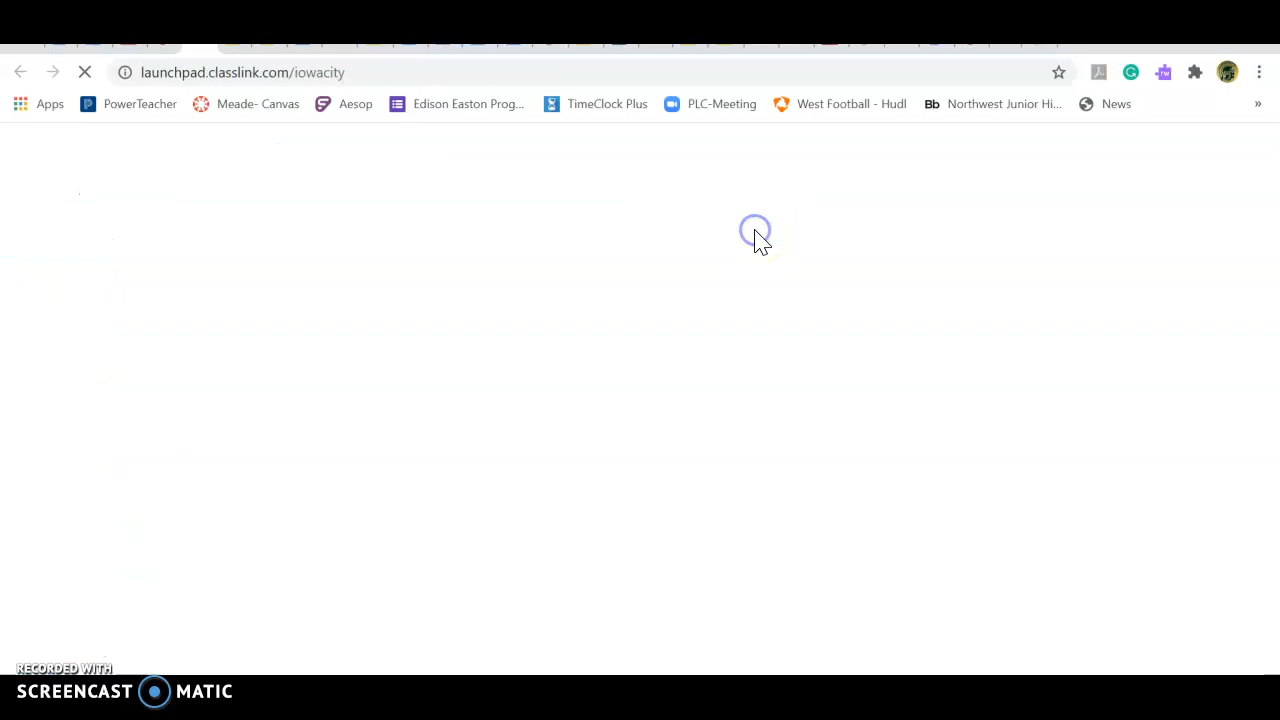 launchpad.classlink.com/iowacity
Apps PowerTeacher Meade- Canvas Aesop Edison Easton Prog... TimeClock Plus PLC-Meeting West Football - Hudl Bb Northwest Junior Hi... News »
RECORDED WITH
SCREENCAST MATIC